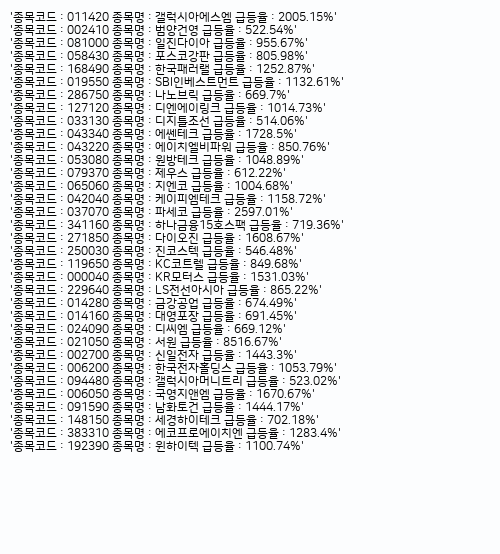 '종목코드 : 011420 종목명 : 갤럭시아에스엠 급등율 : 2005.15%'
'종목코드 : 002410 종목명 : 범양건영 급등율 : 522.54%'
'종목코드 : 081000 종목명 : 일진다이아 급등율 : 955.67%'
'종목코드 : 058430 종목명 : 포스코강판 급등율 : 805.98%'
'종목코드 : 168490 종목명 : 한국패러랠 급등율 : 1252.87%'
'종목코드 : 019550 종목명 : SBI인베스트먼트 급등율 : 1132.61%'
'종목코드 : 286750 종목명 : 나노브릭 급등율 : 669.7%'
'종목코드 : 127120 종목명 : 디엔에이링크 급등율 : 1014.73%'
'종목코드 : 033130 종목명 : 디지틀조선 급등율 : 514.06%'
'종목코드 : 043340 종목명 : 에쎈테크 급등율 : 1728.5%'
'종목코드 : 043220 종목명 : 에이치엘비파워 급등율 : 850.76%'
'종목코드 : 053080 종목명 : 원방테크 급등율 : 1048.89%'
'종목코드 : 079370 종목명 : 제우스 급등율 : 612.22%'
'종목코드 : 065060 종목명 : 지엔코 급등율 : 1004.68%'
'종목코드 : 042040 종목명 : 케이피엠테크 급등율 : 1158.72%'
'종목코드 : 037070 종목명 : 파세코 급등율 : 2597.01%'
'종목코드 : 341160 종목명 : 하나금융15호스팩 급등율 : 719.36%'
'종목코드 : 271850 종목명 : 다이오진 급등율 : 1608.67%'
'종목코드 : 250030 종목명 : 진코스텍 급등율 : 546.48%'
'종목코드 : 119650 종목명 : KC코트렐 급등율 : 849.68%'
'종목코드 : 000040 종목명 : KR모터스 급등율 : 1531.03%'
'종목코드 : 229640 종목명 : LS전선아시아 급등율 : 865.22%'
'종목코드 : 014280 종목명 : 금강공업 급등율 : 674.49%'
'종목코드 : 014160 종목명 : 대영포장 급등율 : 691.45%'
'종목코드 : 024090 종목명 : 디씨엠 급등율 : 669.12%'
'종목코드 : 021050 종목명 : 서원 급등율 : 8516.67%'
'종목코드 : 002700 종목명 : 신일전자 급등율 : 1443.3%'
'종목코드 : 006200 종목명 : 한국전자홀딩스 급등율 : 1053.79%'
'종목코드 : 094480 종목명 : 갤럭시아머니트리 급등율 : 523.02%'
'종목코드 : 006050 종목명 : 국영지앤엠 급등율 : 1670.67%'
'종목코드 : 091590 종목명 : 남화토건 급등율 : 1444.17%'
'종목코드 : 148150 종목명 : 세경하이테크 급등율 : 702.18%'
'종목코드 : 383310 종목명 : 에코프로에이치엔 급등율 : 1283.4%'
'종목코드 : 192390 종목명 : 윈하이텍 급등율 : 1100.74%'